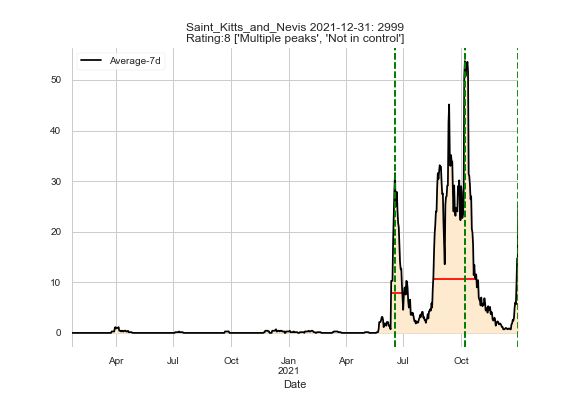 Saint_Kitts_and_Nevis 2021-12-31: 2999
Rating:8 ['Multiple peaks', 'Not in control']
Average-7d
50
40
30
20
10
0
Apr Jul Oct Jan Apr Jul Oct
2021
Date